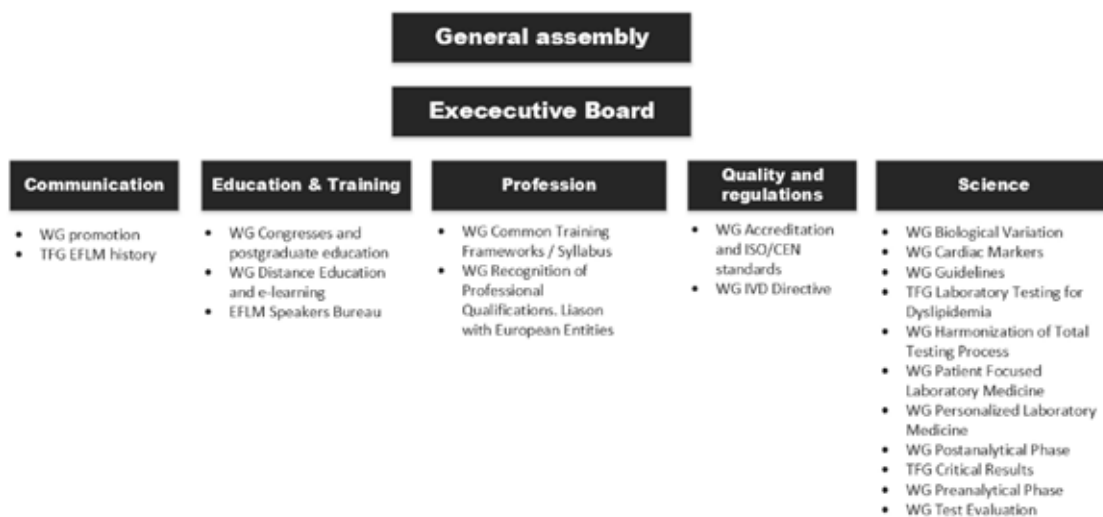 General assembly
Exececutive Board
Communication
• WG promotion
• TFG EFLM history
Education & Training
• WG Congresses and
postgraduate education
• WG Distance Education
and e-learning
• EFLM Speakers Bureau
Profession
• WG Common Training
Frameworks / Syllabus
• WG Recognition of
Professional
Qualifications. Liason
with European Entities
Quality and
regulations
• WG Accreditation
and ISO/CEN
standards
• WG IVD Directive
Science
• WG Biological Variation
• WG Cardiac Markers
• WG Guidelines
• TFG Laboratory Testing for
Dyslipidemia
• WG Harmonization of Total
Testing Process
• WG Patient Focused
Laboratory Medicine
• WG Personalized Laboratory
Medicine
• WG Postanalytical Phase
• TFG Critical Results
• WG Preanalytical Phase
• WG Test Evaluation